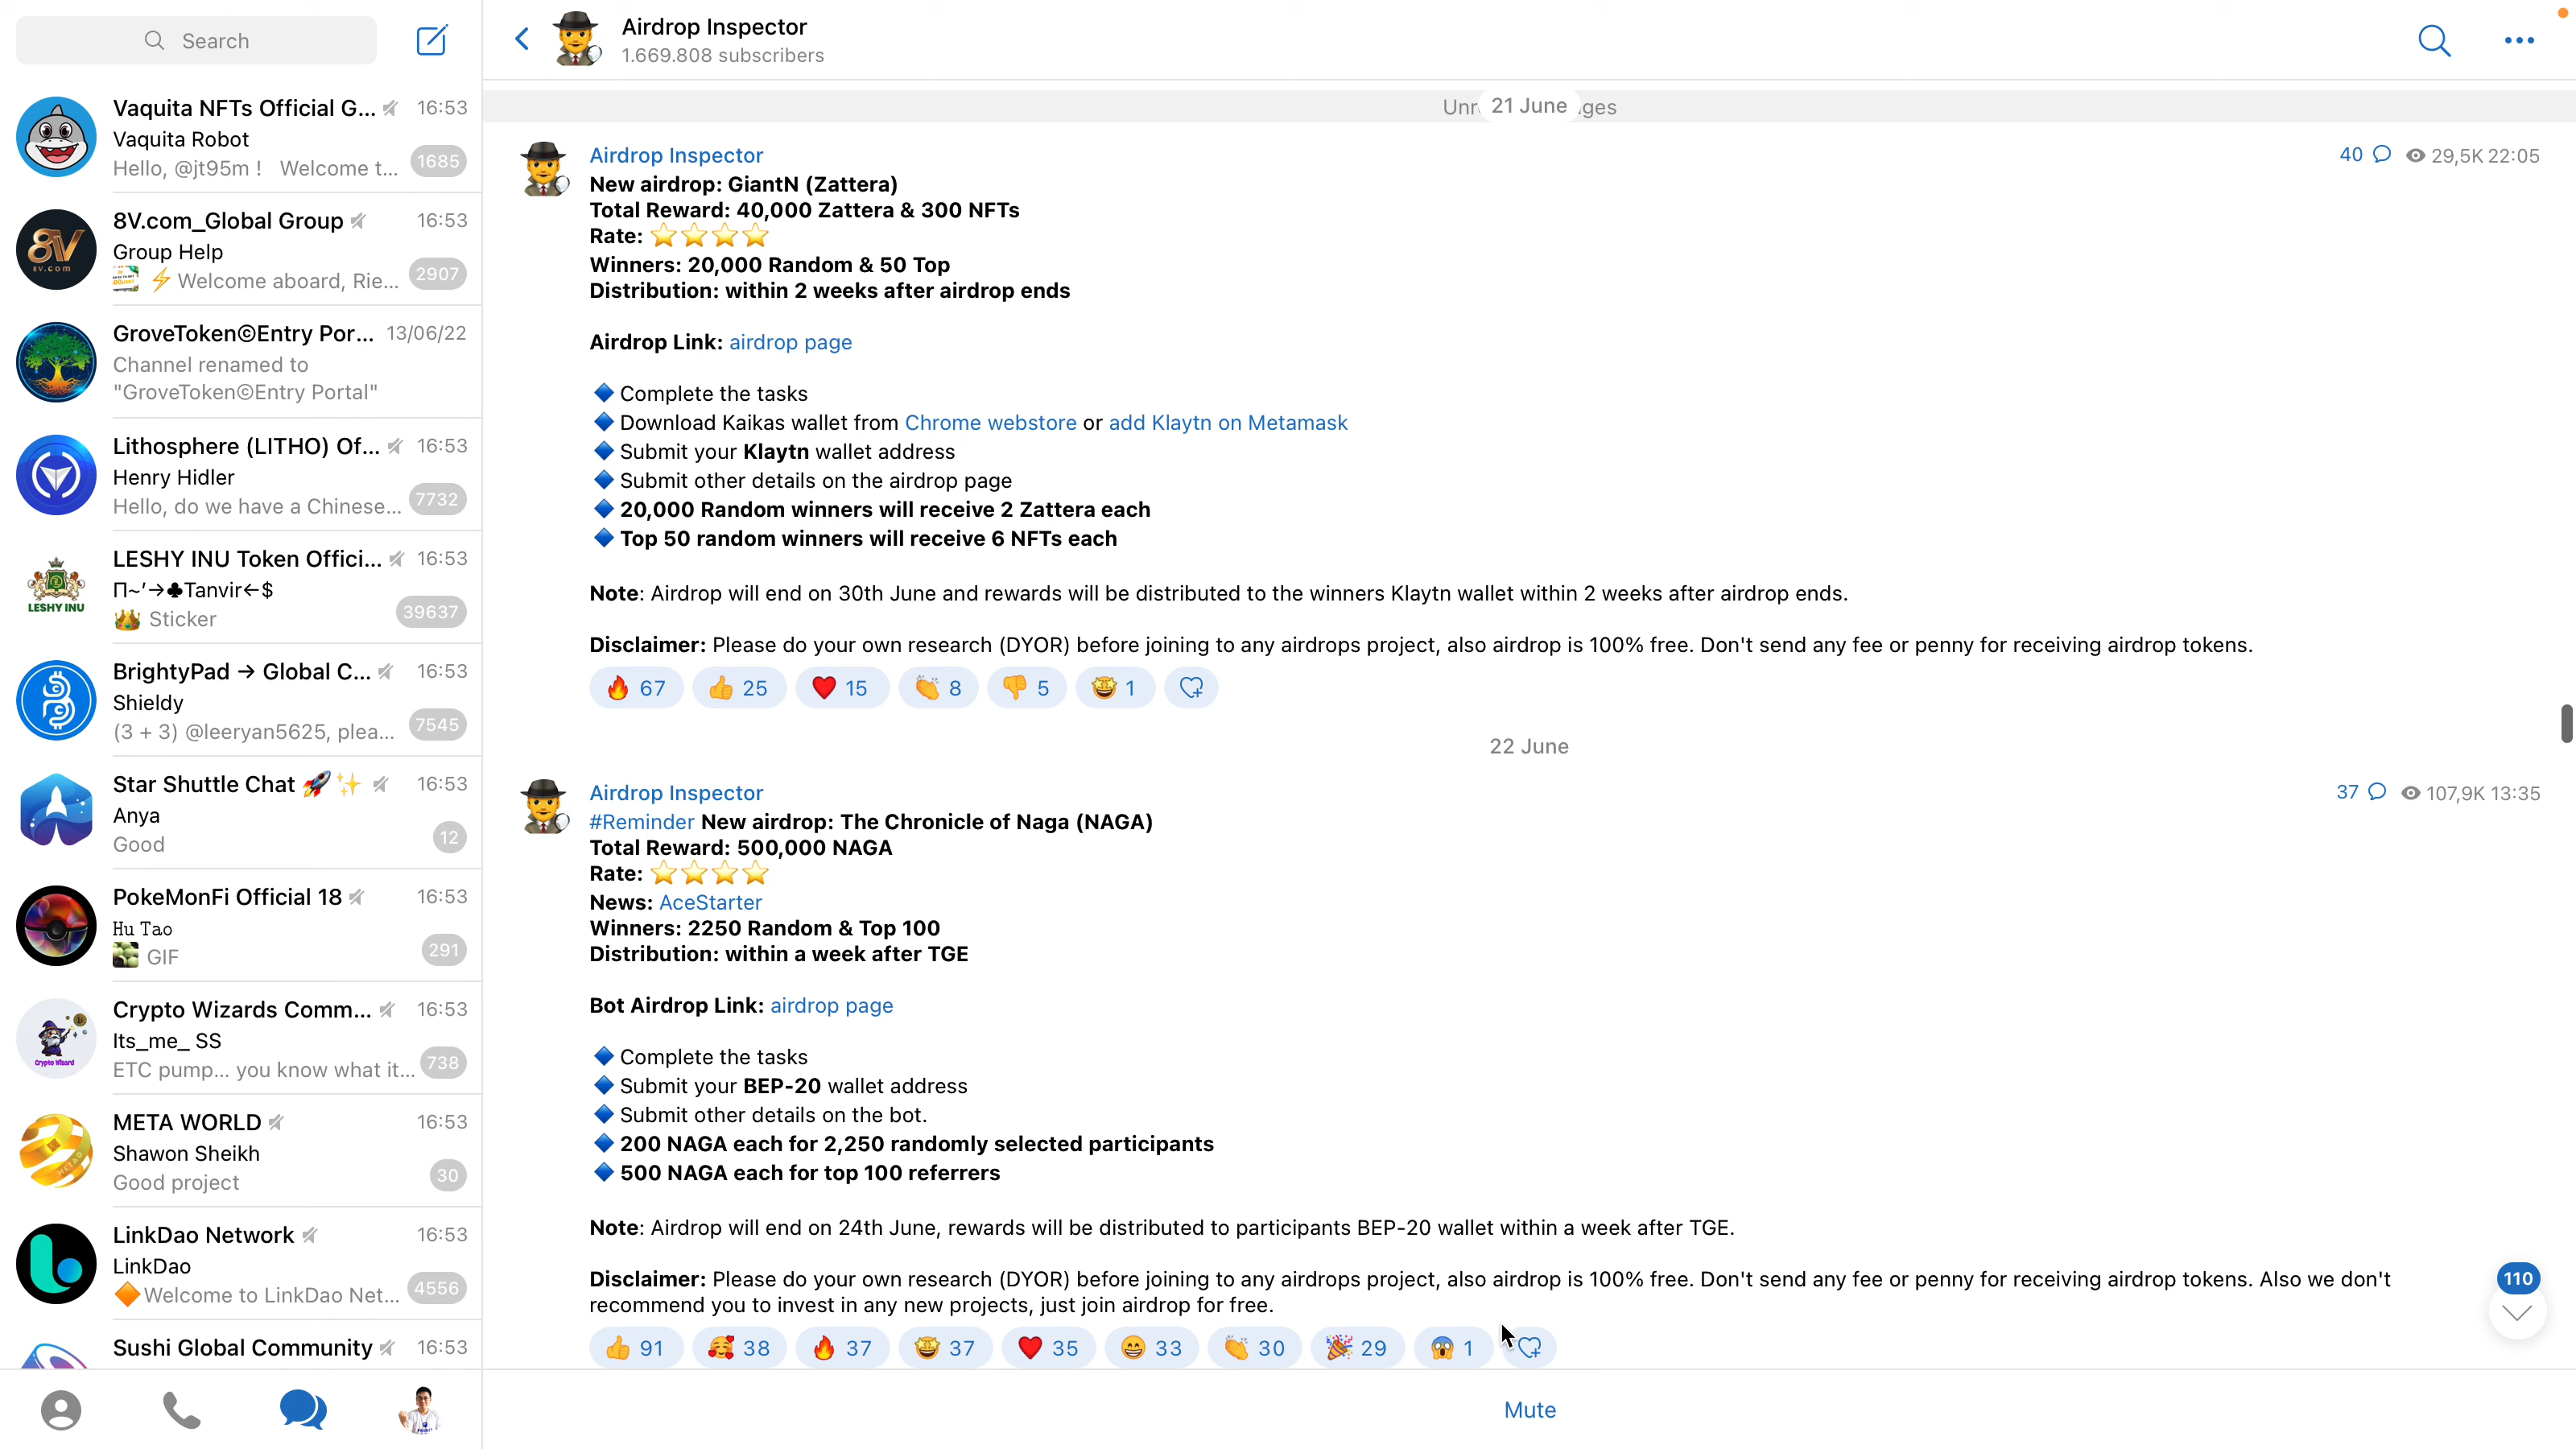 Search
Vaquita NFTs Official G... 16:53
Vaquita Robot
Hello, @jt95m ! Welcome t... 1685
8V.com_Global Group 16:53
Group Help
⚡ Welcome aboard, Rie... 2907
GroveToken©Entry Por... 13/06/22
Channel renamed to
"GroveToken©Entry Portal"
Lithosphere (LITHO) Of... 16:53
Henry Hidler
Hello, do we have a Chinese... 7732
LESHY INU
LESHY INU Token Offici... 16:53
П~′→♣Tanvir←$
Sticker 39637
BrightyPad → Global C... 16:53
Shieldy
(3 + 3) @leeryan5625, plea... 7545
Star Shuttle Chat 🚀✨ 16:53
Anya
Good 12
PokeMonFi Official 18 16:53
Hu Tao
GIF 291
Crypto Wizards Comm... 16:53
Its_me_ SS
ETC pump... you know what it... 738
META WORLD 16:53
Shawon Sheikh
Good project 30
LinkDao Network 16:53
LinkDao
🔶Welcome to LinkDao Net... 4556
Sushi Global Community 16:53
Airdrop Inspector
1.669.808 subscribers
Unr 21 June ges
Airdrop Inspector 40 29,5K 22:05
New airdrop: GiantN (Zattera)
Total Reward: 40,000 Zattera & 300 NFTs
Rate: ⭐⭐⭐⭐
Winners: 20,000 Random & 50 Top
Distribution: within 2 weeks after airdrop ends
Airdrop Link: airdrop page
🔷 Complete the tasks
🔷 Download Kaikas wallet from Chrome webstore or add Klaytn on Metamask
🔷 Submit your Klaytn wallet address
🔷 Submit other details on the airdrop page
🔷 20,000 Random winners will receive 2 Zattera each
🔷 Top 50 random winners will receive 6 NFTs each
Note: Airdrop will end on 30th June and rewards will be distributed to the winners Klaytn wallet within 2 weeks after airdrop ends.
Disclaimer: Please do your own research (DYOR) before joining to any airdrops project, also airdrop is 100% free. Don't send any fee or penny for receiving airdrop tokens.
🔥 67 👍 25 ❤️ 15 👏 8 👎 5 🤩 1
22 June
Airdrop Inspector 37 107,9K 13:35
#Reminder New airdrop: The Chronicle of Naga (NAGA)
Total Reward: 500,000 NAGA
Rate: ⭐⭐⭐⭐
News: AceStarter
Winners: 2250 Random & Top 100
Distribution: within a week after TGE
Bot Airdrop Link: airdrop page
🔷 Complete the tasks
🔷 Submit your BEP-20 wallet address
🔷 Submit other details on the bot.
🔷 200 NAGA each for 2,250 randomly selected participants
🔷 500 NAGA each for top 100 referrers
Note: Airdrop will end on 24th June, rewards will be distributed to participants BEP-20 wallet within a week after TGE.
Disclaimer: Please do your own research (DYOR) before joining to any airdrops project, also airdrop is 100% free. Don't send any fee or penny for receiving airdrop tokens. Also we don't
recommend you to invest in any new projects, just join airdrop for free.
👍 91 🥰 38 🔥 37 🤩 37 ❤️ 35 😁 33 👏 30 🎉 29 😱 1
110
Mute